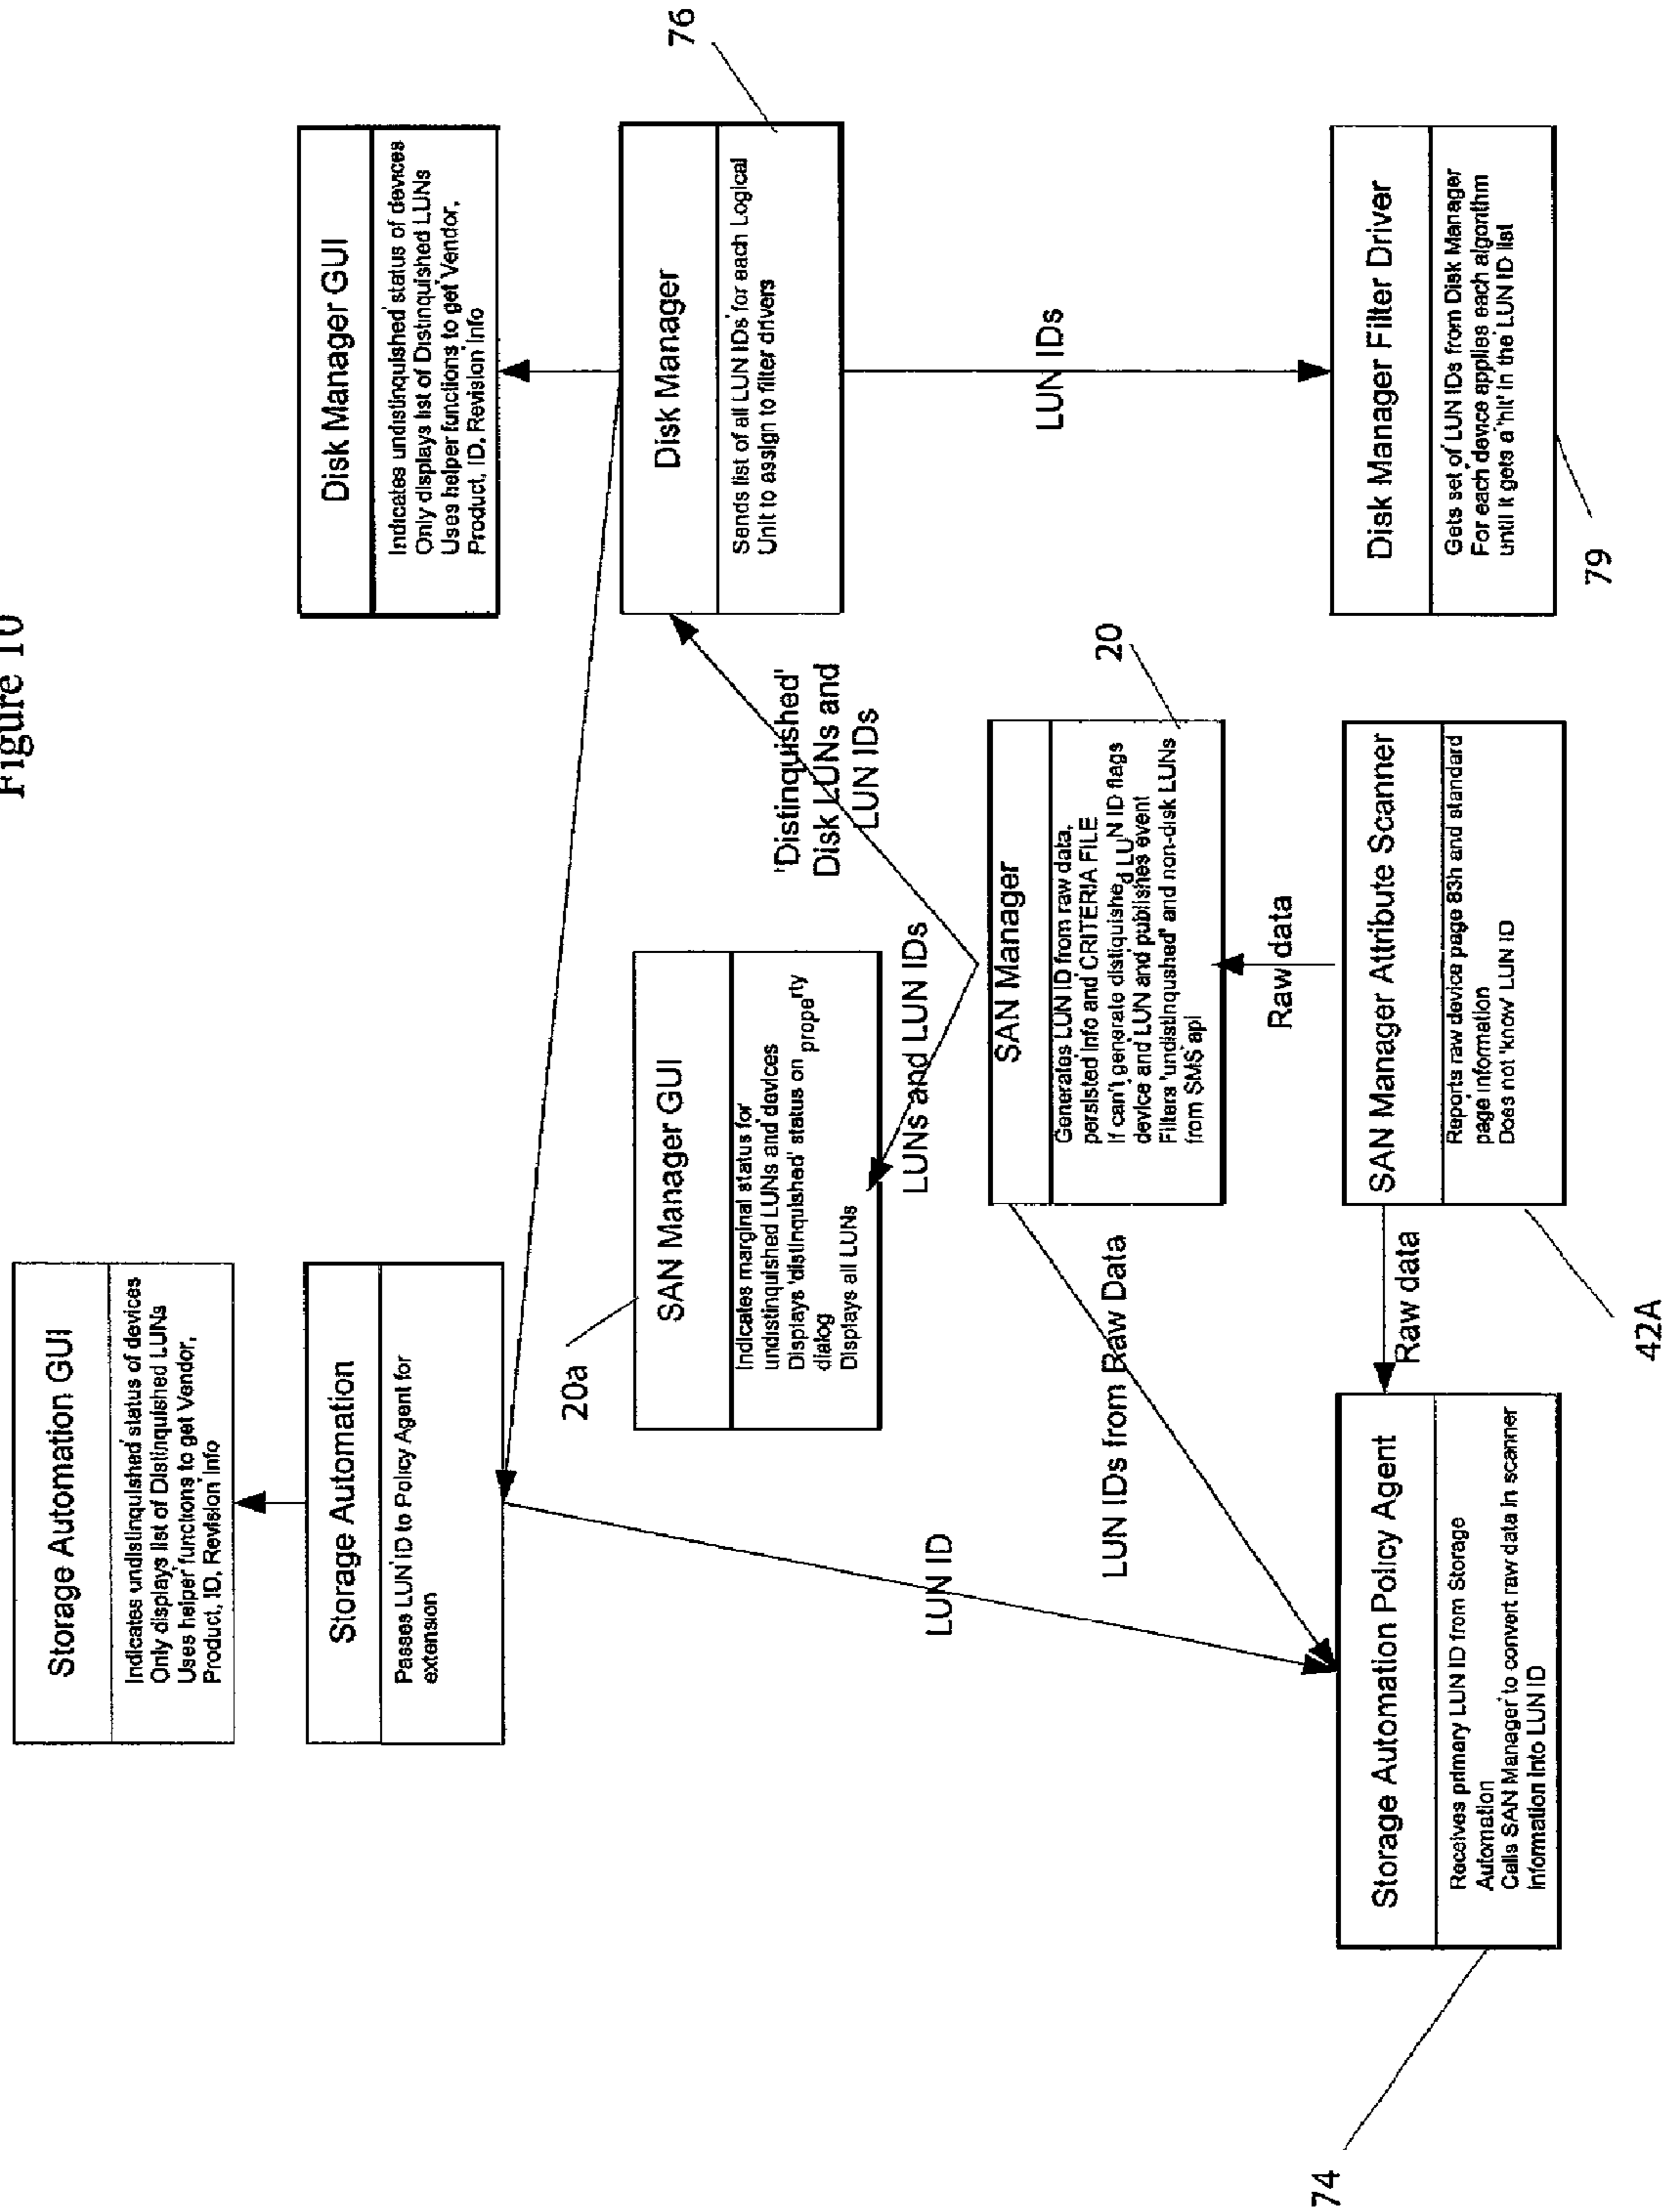 Figure 10
Storage Automation GUI
Indicates undistinquished status of devices
Only displays list of Distinquished LUNs
Uses helper functions to get Vendor,
Product, ID, Revision Info
Disk Manager GUI
Indicates undistinquished status of devices
Only displays list of Distinquished LUNs
Uses helper functions to get Vendor,
Product, ID, Revision Info
Storage Automation
Passes LUN ID to Policy Agent for
extension
20a
SAN Manager GUI
Indicates marginal status for
undistinquished LUNs and devices
Displays 'distinquished' status on property
dialog
Displays all LUNs
'Distinquished'
Disk LUNs and
LUN IDs
Disk Manager
Sends list of all LUN IDs for each Logical
Unit to assign to filter drivers
76
LUNs and LUN IDs
LUN ID
SAN Manager
Generates LUN ID from raw data,
persisted info and CRITERIA FILE
If can't generate distiquished LUN ID flags
device and LUN and publishes event
Filters 'undistinquished' and non-disk LUNs
from SMS api
20
LUN IDs
LUN IDs from Raw Data
Raw data
Storage Automation Policy Agent
Receives primary LUN ID from Storage
Automation
Calls SAN Manager to convert raw data in scanner
information into LUN ID
74
Raw data
SAN Manager Attribute Scanner
Reports raw device page 83h and standard
page information
Does not 'know' LUN ID
42A
Disk Manager Filter Driver
Gets set of LUN IDs from Disk Manager
For each device applies each algorithm
until it gets a 'hit' in the LUN ID list
79